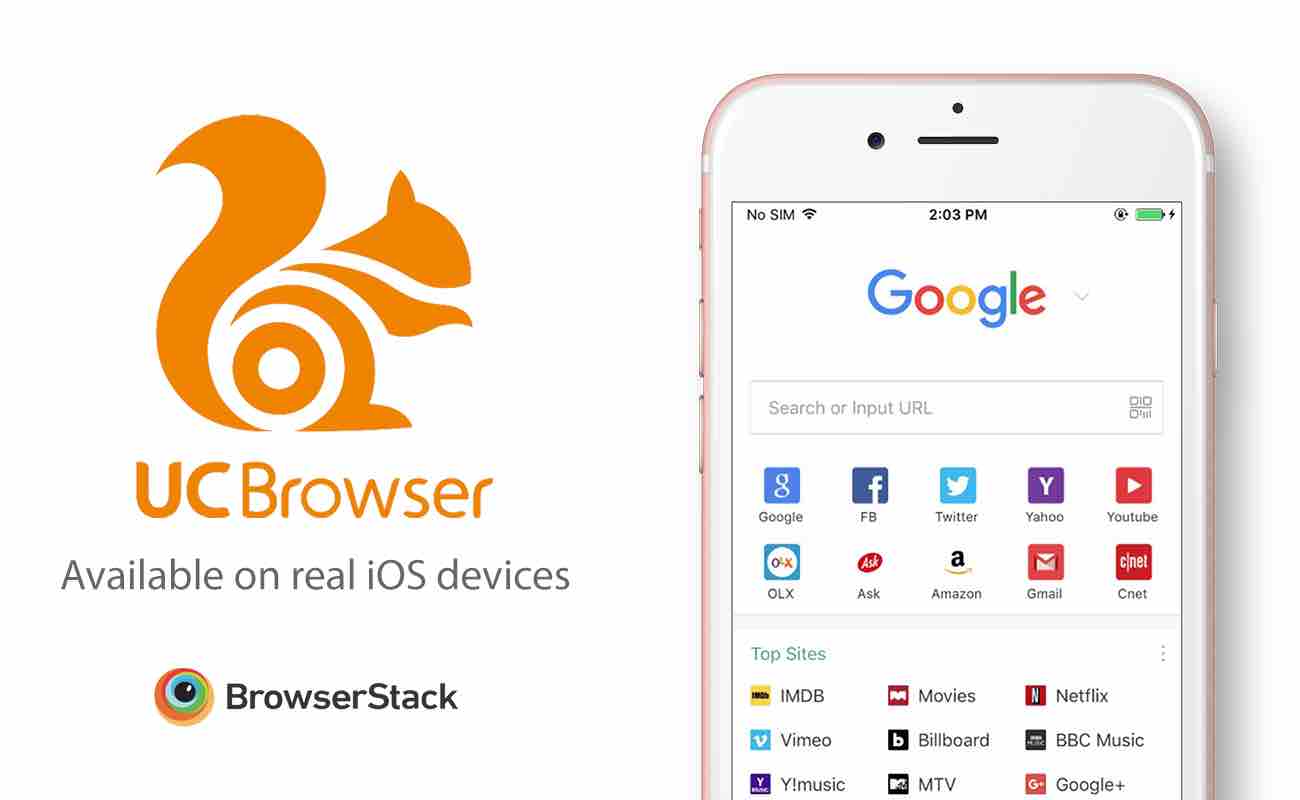 UC Browser
Available on real iOS devices
BrowserStack
No SIM 2:03 PM
Google
Search or Input URL
Google FB Twitter Yahoo Youtube
OLX Ask Amazon Gmail Cnet
Top Sites
IMDB Movies Netflix
Vimeo Billboard BBC Music
Y!music MTV Google+